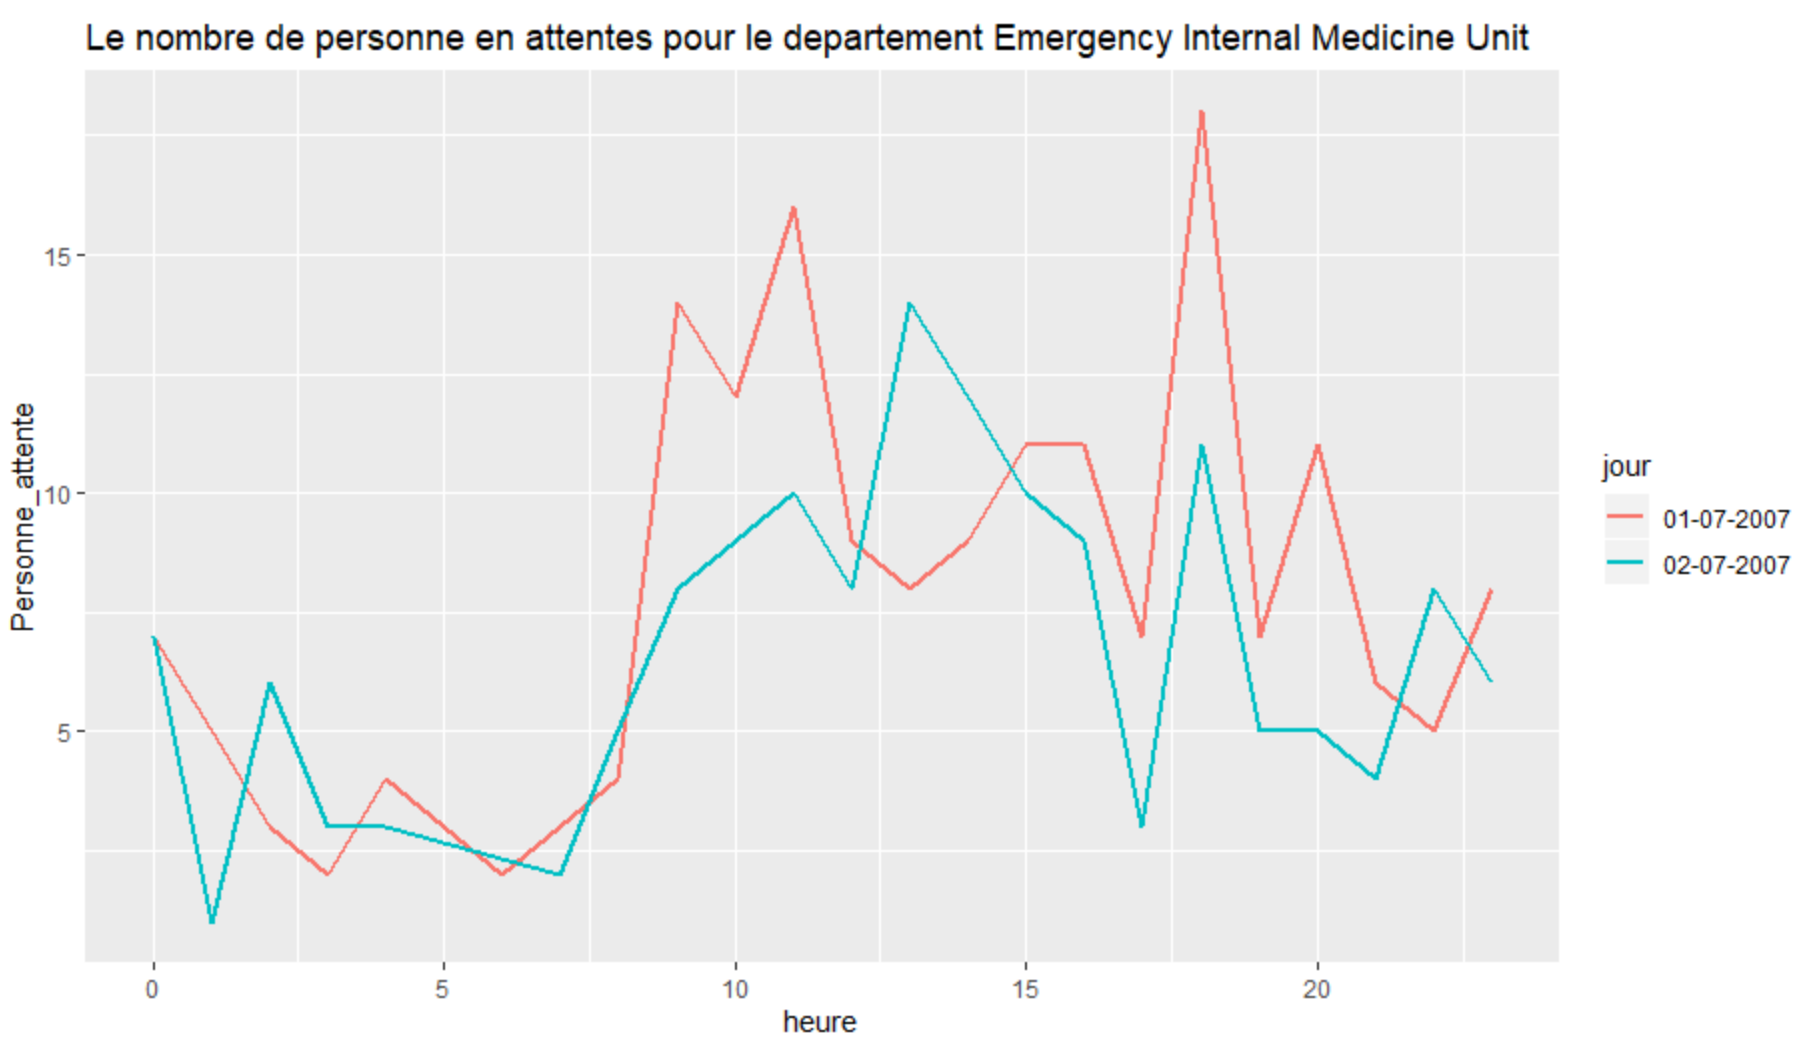 Le nombre de personne en attentes pour le departement Emergency Internal Medicine Unit
Personne_attente
15
10
5
0 5 10 15 20
heure
jour
01-07-2007
02-07-2007